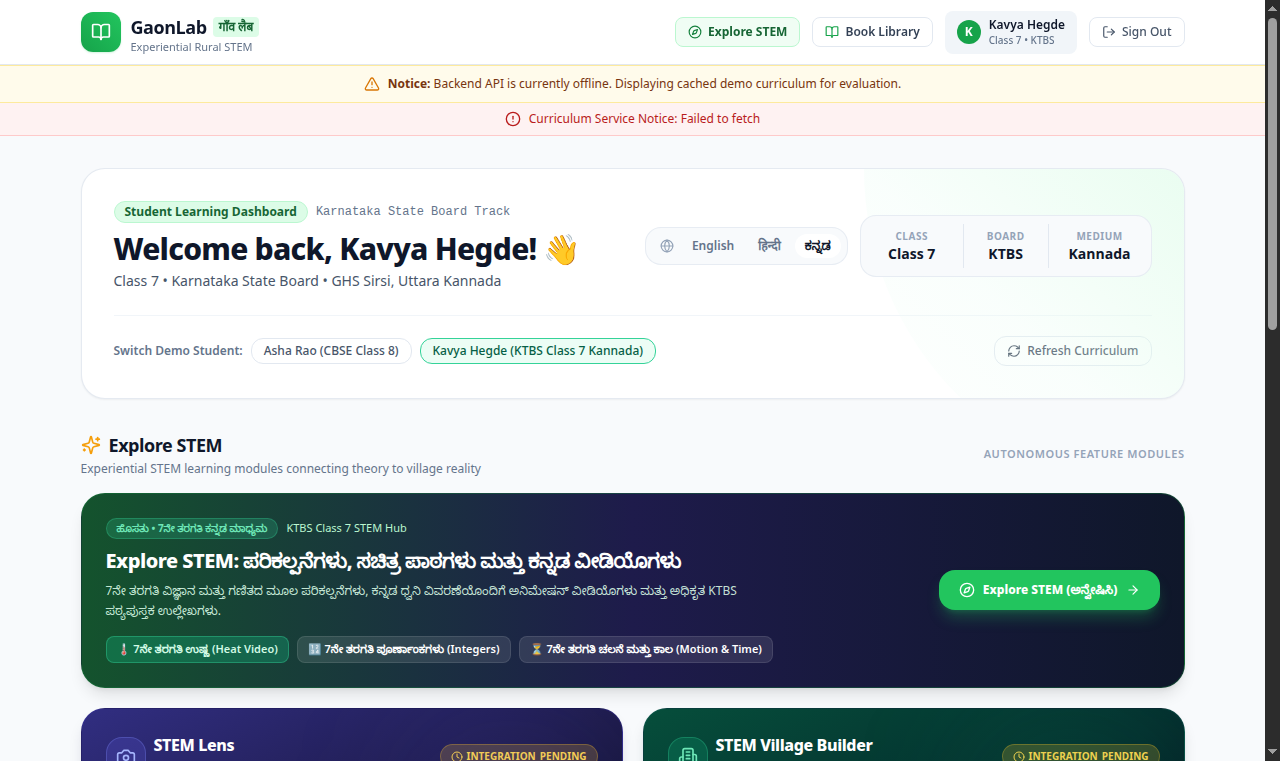 GaonLab गाँव लैब
Experiential Rural STEM
Explore STEM
Book Library
K
Kavya Hegde
Class 7 • KTBS
Sign Out
Notice: Backend API is currently offline. Displaying cached demo curriculum for evaluation.
Curriculum Service Notice: Failed to fetch
Student Learning Dashboard Karnataka State Board Track
Welcome back, Kavya Hegde! 👋
Class 7 • Karnataka State Board • GHS Sirsi, Uttara Kannada
English हिन्दी ಕನ್ನಡ
CLASS
Class 7
BOARD
KTBS
MEDIUM
Kannada
Switch Demo Student: Asha Rao (CBSE Class 8) Kavya Hegde (KTBS Class 7 Kannada)
Refresh Curriculum
Explore STEM
Experiential STEM learning modules connecting theory to village reality
AUTONOMOUS FEATURE MODULES
ಹೊಸತು • 7ನೇ ತರಗತಿ ಕನ್ನಡ ಮಾಧ್ಯಮ KTBS Class 7 STEM Hub
Explore STEM: ಪರಿಕಲ್ಪನೆಗಳು, ಸಚಿತ್ರ ಪಾಠಗಳು ಮತ್ತು ಕನ್ನಡ ವೀಡಿಯೊಗಳು
7ನೇ ತರಗತಿ ವಿಜ್ಞಾನ ಮತ್ತು ಗಣಿತದ ಮೂಲ ಪರಿಕಲ್ಪನೆಗಳು, ಕನ್ನಡ ಧ್ವನಿ ವಿವರಣೆಯೊಂದಿಗೆ ಅನಿಮೇಷನ್ ವೀಡಿಯೊಗಳು ಮತ್ತು ಅಧಿಕೃತ KTBS
ಪಠ್ಯಪುಸ್ತಕ ಉಲ್ಲೇಖಗಳು.
🌡️ 7ನೇ ತರಗತಿ ಉಷ್ಣ (Heat Video) 🔢 7ನೇ ತರಗತಿ ಪೂರ್ಣಾಂಕಗಳು (Integers) ⏳ 7ನೇ ತರಗತಿ ಚಲನೆ ಮತ್ತು ಕಾಲ (Motion & Time)
Explore STEM (ಅನ್ವೇಷಿಸಿ) →
STEM Lens
INTEGRATION PENDING
STEM Village Builder
INTEGRATION PENDING